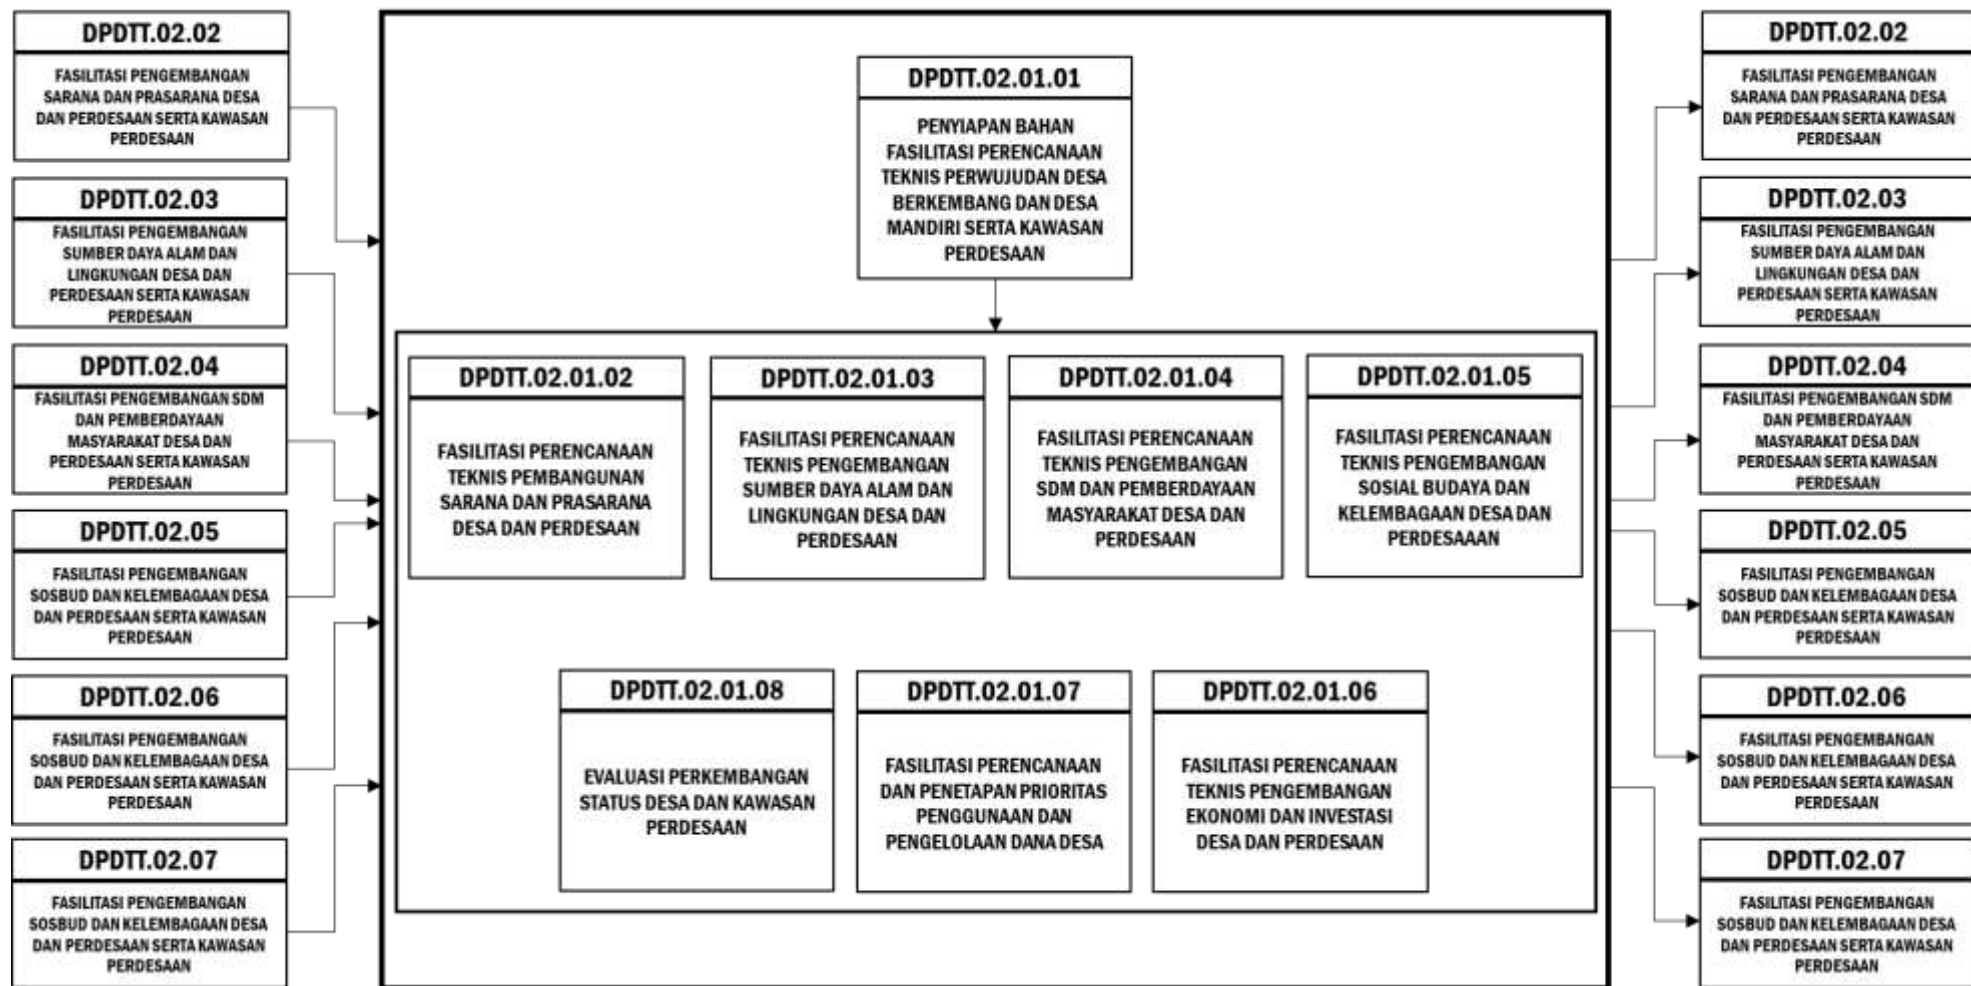 DPDTT.02.02
FASILITASI PENGEMBANGAN
SARANA DAN PRASARANA DESA
DAN PERDESAAN SERTA KAWASAN
PERDESAAN
DPDTT.02.03
FASILITASI PENGEMBANGAN
SUMBER DAYA ALAM DAN
LINGKUNGAN DESA DAN
PERDESAAN SERTA KAWASAN
PERDESAAN
DPDTT.02.04
FASILITASI PENGEMBANGAN SDM
DAN PEMBERDAYAAN
MASYARAKAT DESA DAN
PERDESAAN SERTA KAWASAN
PERDESAAN
DPDTT.02.05
FASILITASI PENGEMBANGAN
SOSBUD DAN KELEMBAGAAN DESA
DAN PERDESAAN SERTA KAWASAN
PERDESAAN
DPDTT.02.06
FASILITASI PENGEMBANGAN
SOSBUD DAN KELEMBAGAAN DESA
DAN PERDESAAN SERTA KAWASAN
PERDESAAN
DPDTT.02.07
FASILITASI PENGEMBANGAN
SOSBUD DAN KELEMBAGAAN DESA
DAN PERDESAAN SERTA KAWASAN
PERDESAAN
DPDTT.02.01.01
PENYIAPAN BAHAN
FASILITASI PERENCANAAN
TEKNIS PERWUJUDAN DESA
BERKEMBANG DAN DESA
MANDIRI SERTA KAWASAN
PERDESAAN
DPDTT.02.01.02
FASILITASI PERENCANAAN
TEKNIS PEMBANGUNAN
SARANA DAN PRASARANA
DESA DAN PERDESAAN
DPDTT.02.01.03
FASILITASI PERENCANAAN
TEKNIS PENGEMBANGAN
SUMBER DAYA ALAM DAN
LINGKUNGAN DESA DAN
PERDESAAN
DPDTT.02.01.04
FASILITASI PERENCANAAN
TEKNIS PENGEMBANGAN
SDM DAN PEMBERDAYAAN
MASYARAKAT DESA DAN
PERDESAAN
DPDTT.02.01.05
FASILITASI PERENCANAAN
TEKNIS PENGEMBANGAN
SOSIAL BUDAYA DAN
KELEMBAGAAN DESA DAN
PERDESAAAN
DPDTT.02.01.08
EVALUASI PERKEMBANGAN
STATUS DESA DAN KAWASAN
PERDESAAN
DPDTT.02.01.07
FASILITASI PERENCANAAN
DAN PENETAPAN PRIORITAS
PENGGUNAAN DAN
PENGELOLAAN DANA DESA
DPDTT.02.01.06
FASILITASI PERENCANAAN
TEKNIS PENGEMBANGAN
EKONOMI DAN INVESTASI
DESA DAN PERDESAAN
DPDTT.02.02
FASILITASI PENGEMBANGAN
SARANA DAN PRASARANA DESA
DAN PERDESAAN SERTA KAWASAN
PERDESAAN
DPDTT.02.03
FASILITASI PENGEMBANGAN
SUMBER DAYA ALAM DAN
LINGKUNGAN DESA DAN
PERDESAAN SERTA KAWASAN
PERDESAAN
DPDTT.02.04
FASILITASI PENGEMBANGAN SDM
DAN PEMBERDAYAAN
MASYARAKAT DESA DAN
PERDESAAN SERTA KAWASAN
PERDESAAN
DPDTT.02.05
FASILITASI PENGEMBANGAN
SOSBUD DAN KELEMBAGAAN DESA
DAN PERDESAAN SERTA KAWASAN
PERDESAAN
DPDTT.02.06
FASILITASI PENGEMBANGAN
SOSBUD DAN KELEMBAGAAN DESA
DAN PERDESAAN SERTA KAWASAN
PERDESAAN
DPDTT.02.07
FASILITASI PENGEMBANGAN
SOSBUD DAN KELEMBAGAAN DESA
DAN PERDESAAN SERTA KAWASAN
PERDESAAN